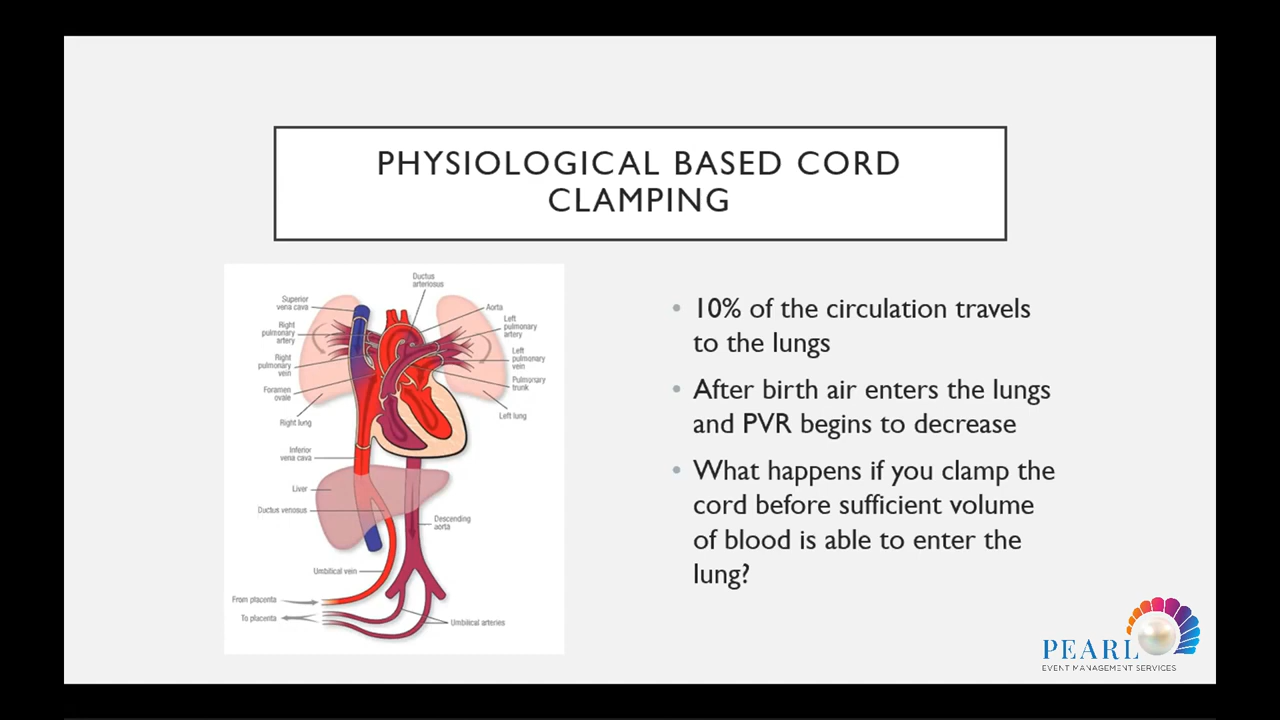 PHYSIOLOGICAL BASED CORD
CLAMPING
Ductus
arteriosus
Superior
vena cava
Aorta
Right
pulmonary
artery
Left
pulmonary
artery
Right
pulmonary
vein
Left
pulmonary
vein
Foramen
ovale
Pulmonary
trunk
Right lung
Left lung
Inferior
vena cava
Liver
Ductus venosus
Descending
aorta
Umbilical vein
From placenta
To placenta
Umbilical arteries
• 10% of the circulation travels
to the lungs
• After birth air enters the lungs
and PVR begins to decrease
• What happens if you clamp the
cord before sufficient volume
of blood is able to enter the
lung?
PEARL
EVENT MANAGEMENT SERVICES